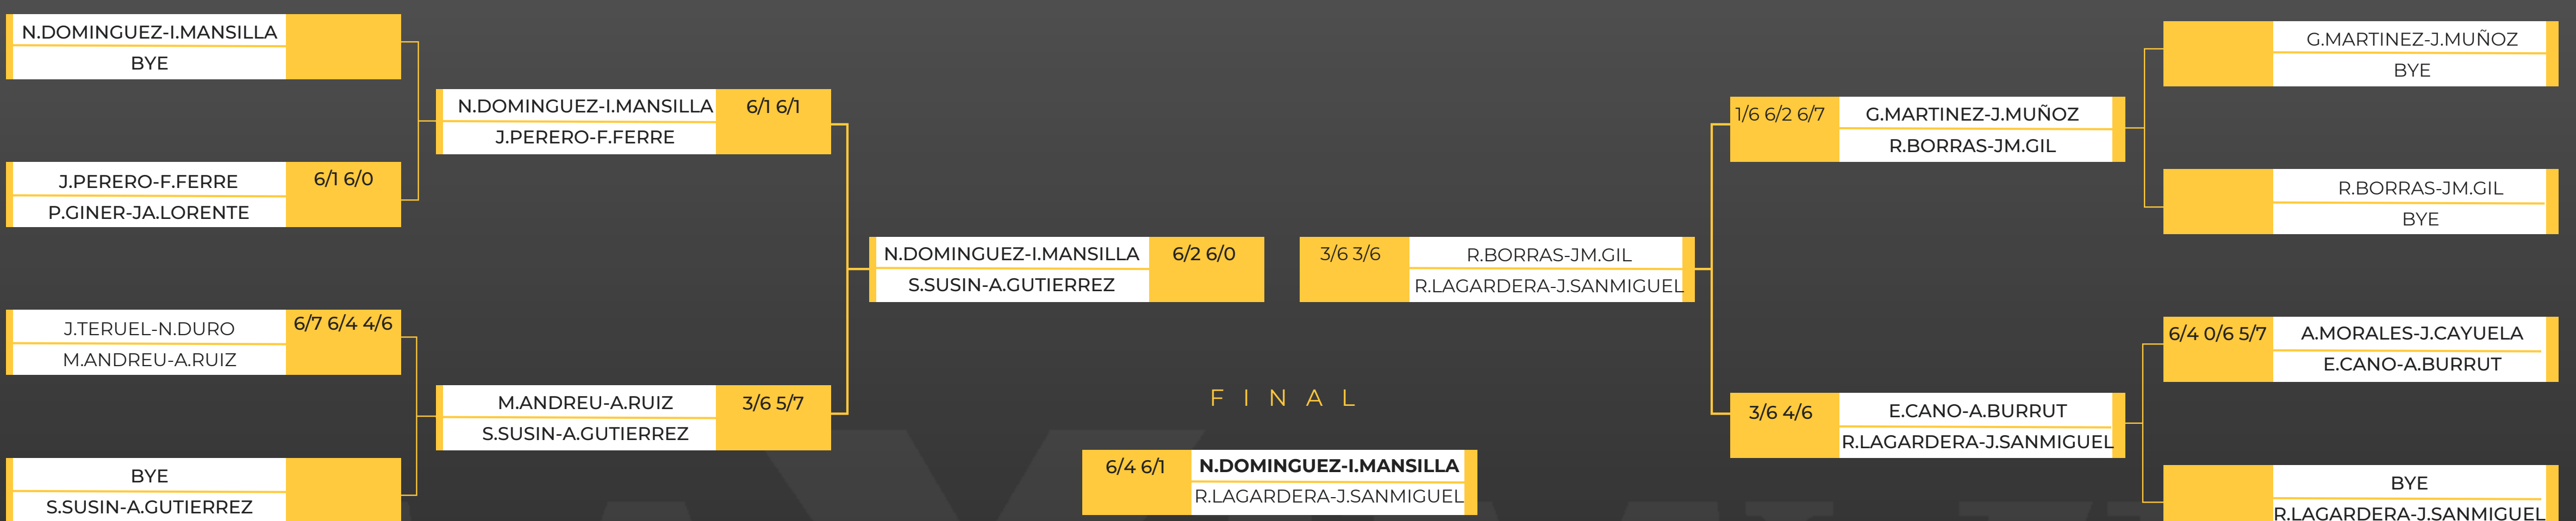 N.DOMINGUEZ-I.MANSILLA
BYE
J.PERERO-F.FERRE 6/1 6/0
P.GINER-JA.LORENTE
J.TERUEL-N.DURO 6/7 6/4 4/6
M.ANDREU-A.RUIZ
BYE
S.SUSIN-A.GUTIERREZ
N.DOMINGUEZ-I.MANSILLA 6/1 6/1
J.PERERO-F.FERRE
M.ANDREU-A.RUIZ 3/6 5/7
S.SUSIN-A.GUTIERREZ
N.DOMINGUEZ-I.MANSILLA 6/2 6/0
S.SUSIN-A.GUTIERREZ
3/6 3/6 R.BORRAS-JM.GIL
R.LAGARDERA-J.SANMIGUEL
FINAL
6/4 6/1 N.DOMINGUEZ-I.MANSILLA
R.LAGARDERA-J.SANMIGUEL
1/6 6/2 6/7 G.MARTINEZ-J.MUÑOZ
R.BORRAS-JM.GIL
3/6 4/6 E.CANO-A.BURRUT
R.LAGARDERA-J.SANMIGUEL
G.MARTINEZ-J.MUÑOZ
BYE
R.BORRAS-JM.GIL
BYE
6/4 0/6 5/7 A.MORALES-J.CAYUELA
E.CANO-A.BURRUT
BYE
R.LAGARDERA-J.SANMIGUEL